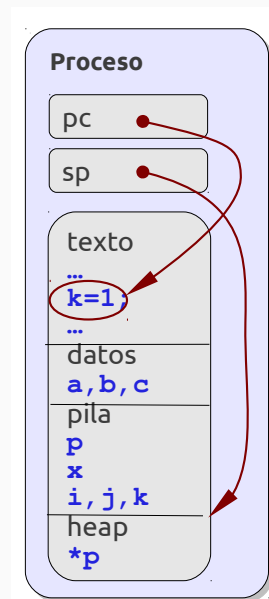 Proceso
pc
sp
texto
…
k=1;
…
datos
a,b,c
pila
p
x
i,j,k
heap
*p